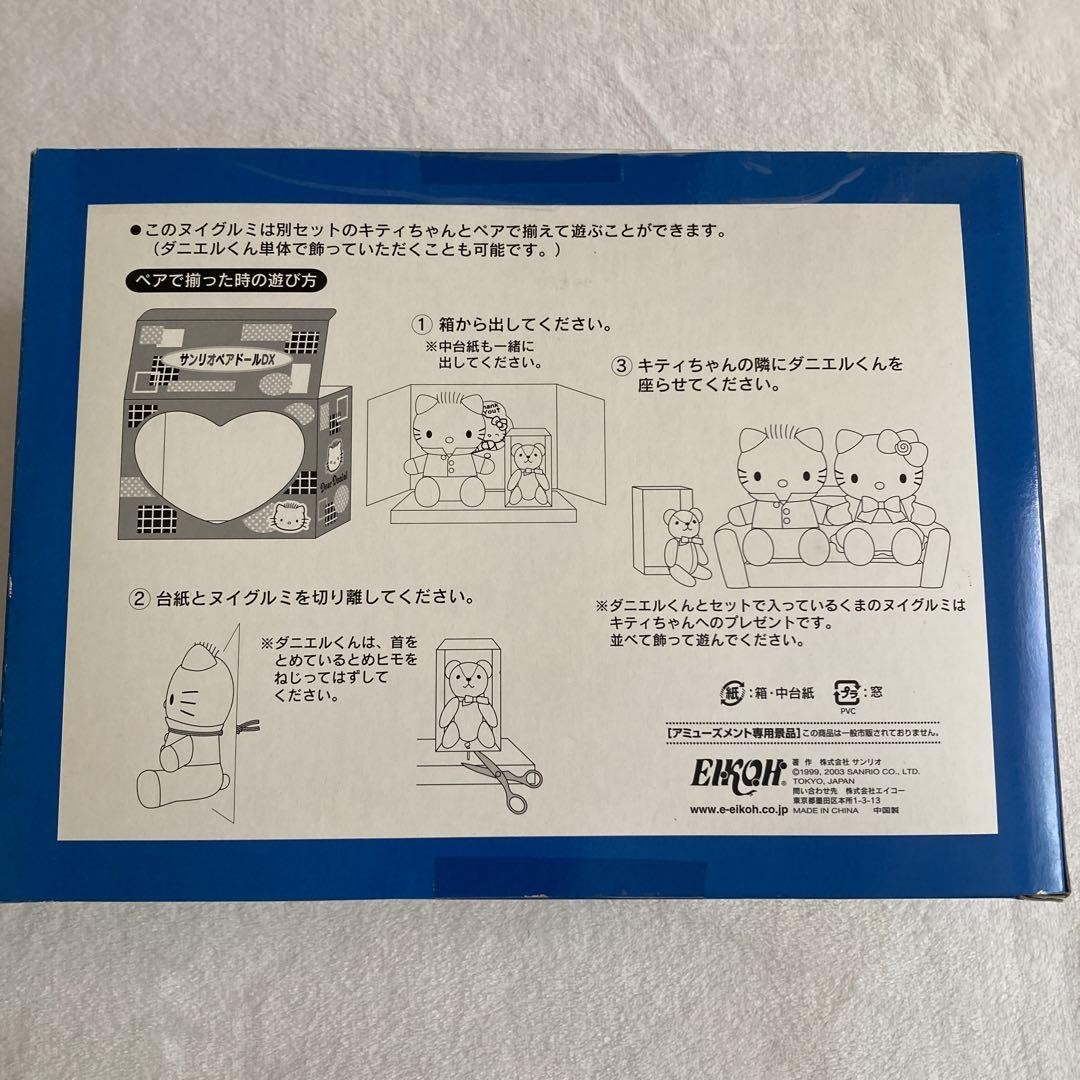 ●このヌイグルミは別セットのキティちゃんとペアで揃えて遊ぶことができます。
（ダニエルくん単体で飾っていただくことも可能です。）
ペアで揃った時の遊び方
サンリオペアドールDX
Dear Daniel
① 箱から出してください。
※中台紙も一緒に
出してください。
Thank
You!
② 台紙とヌイグルミを切り離してください。
※ダニエルくんは、首を
とめているとめヒモを
ねじってはずして
ください。
③ キティちゃんの隣にダニエルくんを
座らせてください。
※ダニエルくんとセットで入っているくまのヌイグルミは
キティちゃんへのプレゼントです。
並べて飾って遊んでください。
紙:箱・中台紙
プラ:窓
PVC
［アミューズメント専用景品］この商品は一般市販されておりません。
EIKOH®
www.e-eikoh.co.jp
著 作 株式会社 サンリオ
©1999, 2003 SANRIO CO., LTD.
TOKYO, JAPAN
問い合わせ先 株式会社エイコー
東京都墨田区本所1-3-13
MADE IN CHINA 中国製